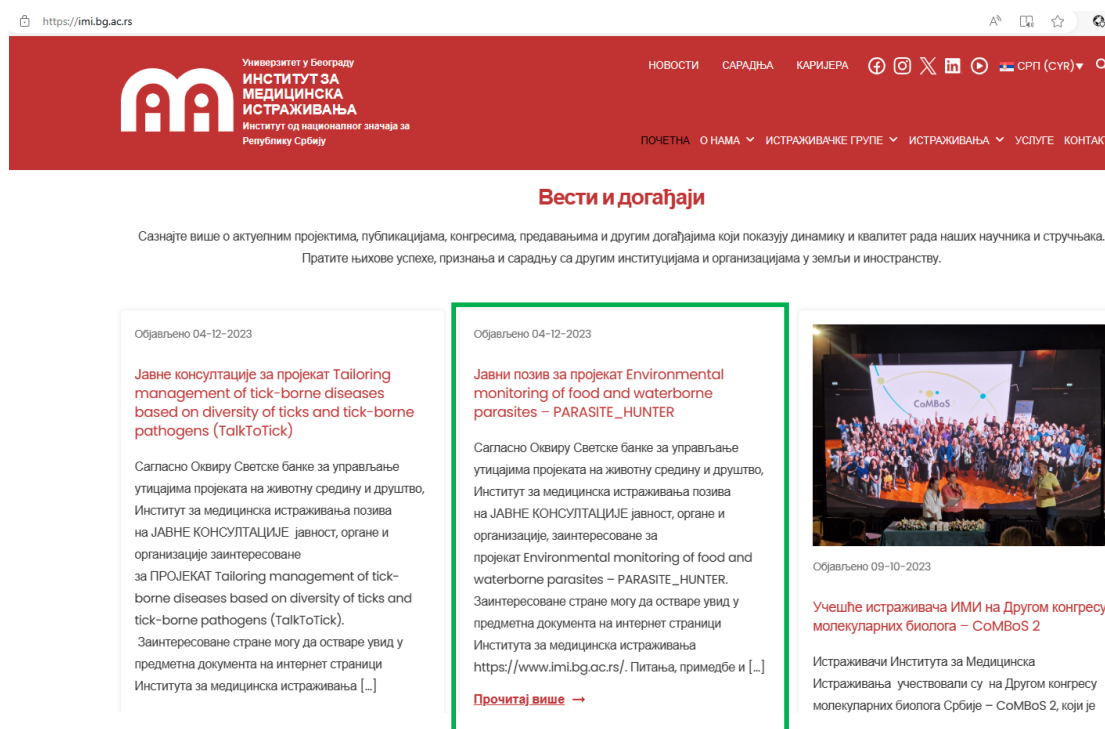 https://imi.bg.ac.rs
Универзитет у Београду
ИНСТИТУТ ЗА
МЕДИЦИНСКА
ИСТРАЖИВАЊА
Институт од националног значаја за
Републику Србију
НОВОСТИ САРАДЊА КАРИЈЕРА СРП (CYR)
ПОЧЕТНА О НАМА ИСТРАЖИВАЧКЕ ГРУПЕ ИСТРАЖИВАЊА УСЛУГЕ КОНТАКТ
Вести и догађаји
Сазнајте више о актуелним пројектима, публикацијама, конгресима, предавањима и другим догађајима који показују динамику и квалитет рада наших научника и стручњака.
Пратите њихове успехе, признања и сарадњу са другим институцијама и организацијама у земљи и иностранству.
Објављено 04-12-2023
Јавне консултације за пројекат Tailoring
management of tick-borne diseases
based on diversity of ticks and tick-borne
pathogens (TalkToTick)
Сагласно Оквиру Светске банке за управљање
утицајима пројеката на животну средину и друштво,
Институт за медицинска истраживања позива
на ЈАВНЕ КОНСУЛТАЦИЈЕ јавност, органе и
организације заинтересоване
за ПРОЈЕКАТ Tailoring management of tick-
borne diseases based on diversity of ticks and
tick-borne pathogens (TalkToTick).
Заинтересоване стране могу да остваре увид у
предметна документа на интернет страници
Института за медицинска истраживања […]
Објављено 04-12-2023
Јавни позив за пројекат Environmental
monitoring of food and waterborne
parasites – PARASITE_HUNTER
Сагласно Оквиру Светске банке за управљање
утицајима пројеката на животну средину и друштво,
Институт за медицинска истраживања позива
на ЈАВНЕ КОНСУЛТАЦИЈЕ јавност, органе и
организације, заинтересоване за
пројекат Environmental monitoring of food and
waterborne parasites – PARASITE_HUNTER.
Заинтересоване стране могу да остваре увид у
предметна документа на интернет страници
Института за медицинска истраживања
https://www.imi.bg.ac.rs/. Питања, примедбе и […]
Прочитај више →
CoMBoS
Објављено 09-10-2023
Учешће истраживача ИМИ на Другом конгресу
молекуларних биолога – CoMBoS 2
Истраживачи Института за Медицинска
Истраживања учествовали су на Другом конгресу
молекуларних биолога Србије – CoMBoS 2, који је